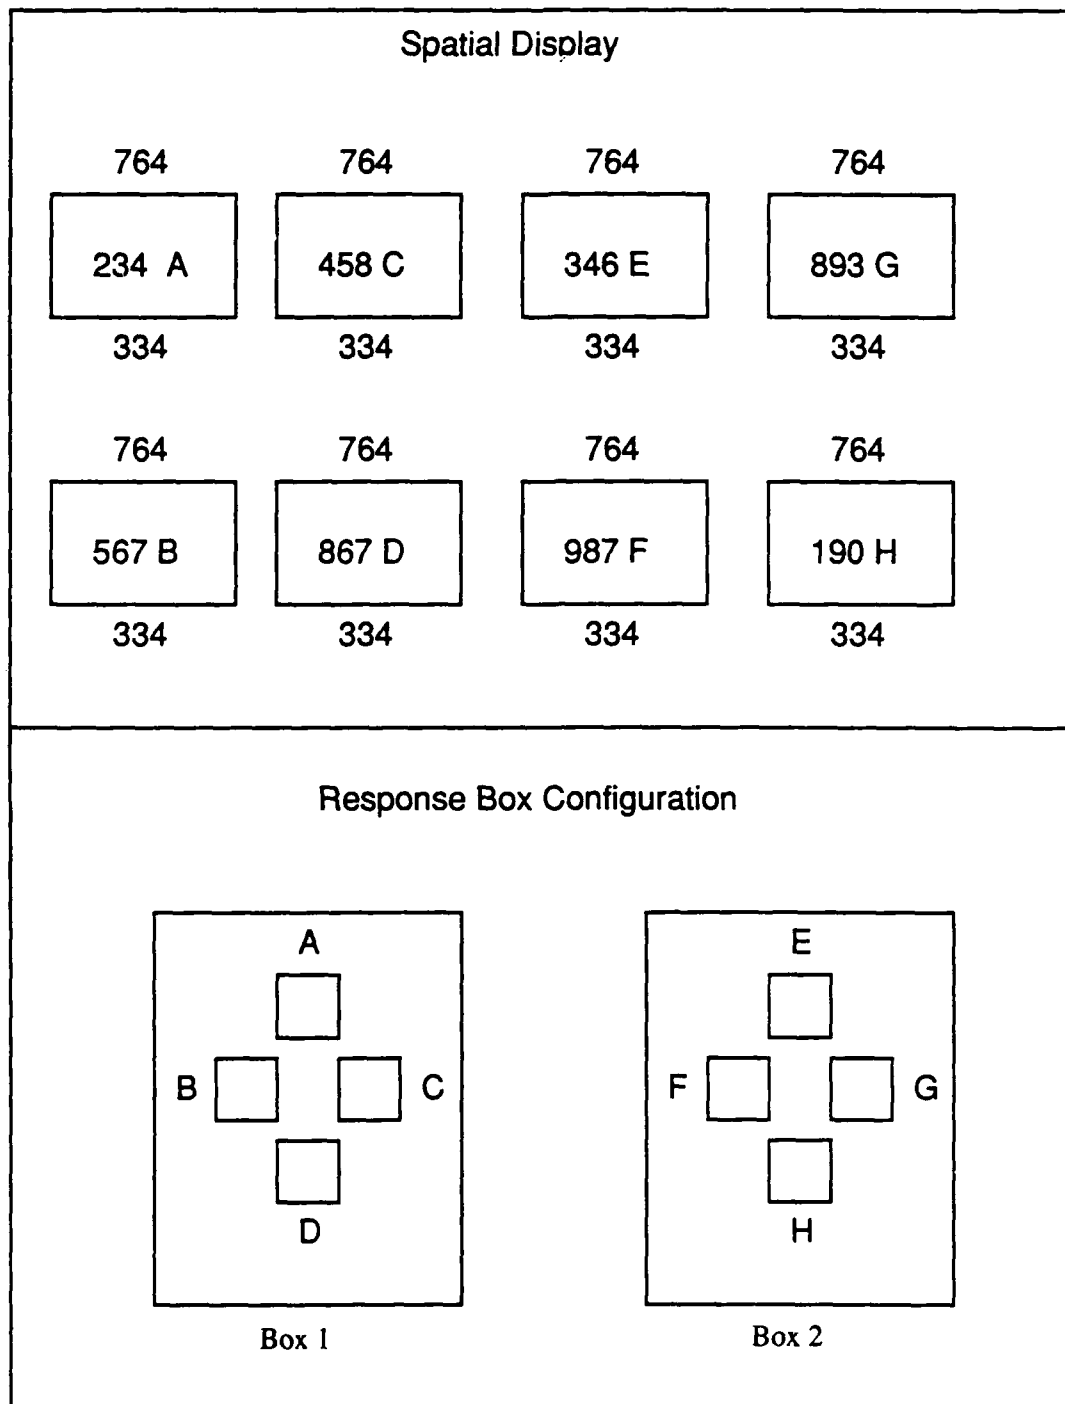 Spatial Display
764 764 764 764
234 A 458 C 346 E 893 G
334 334 334 334
764 764 764 764
567 B 867 D 987 F 190 H
334 334 334 334
Response Box Configuration
A E
B C F G
D H
Box 1 Box 2